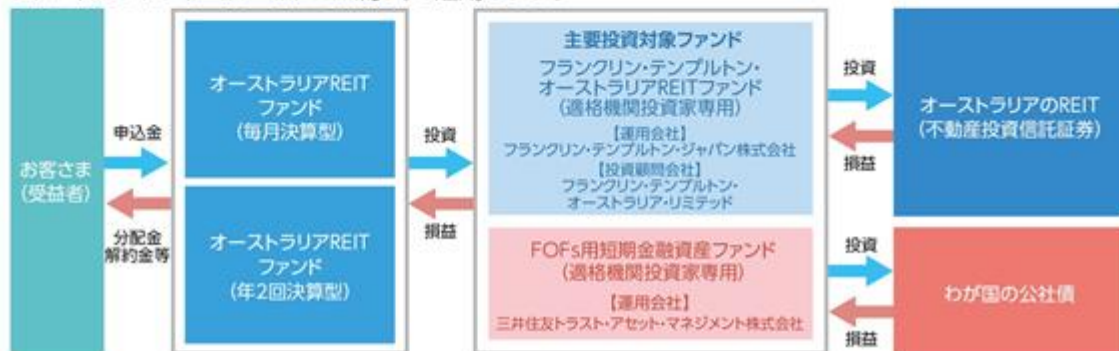 お客さま
(受益者)
申込金
分配金
解約金等
オーストラリアREIT
ファンド
(毎月決算型)
オーストラリアREIT
ファンド
(年2回決算型)
投資
損益
主要投資対象ファンド
フランクリン・テンプルトン・
オーストラリアREITファンド
(適格機関投資家専用)
【運用会社】
フランクリン・テンプルトン・ジャパン株式会社
【投資顧問会社】
フランクリン・テンプルトン・
オーストラリア・リミテッド
FOFs用短期金融資産ファンド
(適格機関投資家専用)
【運用会社】
三井住友トラスト・アセット・マネジメント株式会社
投資
損益
オーストラリアのREIT
(不動産投資信託証券)
投資
損益
わが国の公社債